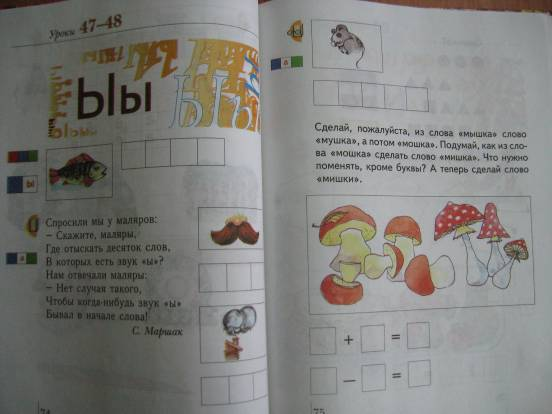 Уроки 47–48
Ыы
ы
Спросили мы у маляров:
– Скажите, маляры,
Где отыскать десяток слов,
В которых есть звук «ы»?
Нам отвечали маляры:
– Нет случая такого,
Чтобы когда-нибудь звук «ы»
Бывал в начале слова!
С. Маршак
74
Сделай, пожалуйста, из слова «мышка» слово
«мушка», а потом «мошка». Подумай, как из сло-
ва «мошка» сделать слово «мишка». Что нужно
поменять, кроме буквы? А теперь сделай слово
«мишки».
+ =
– =
75